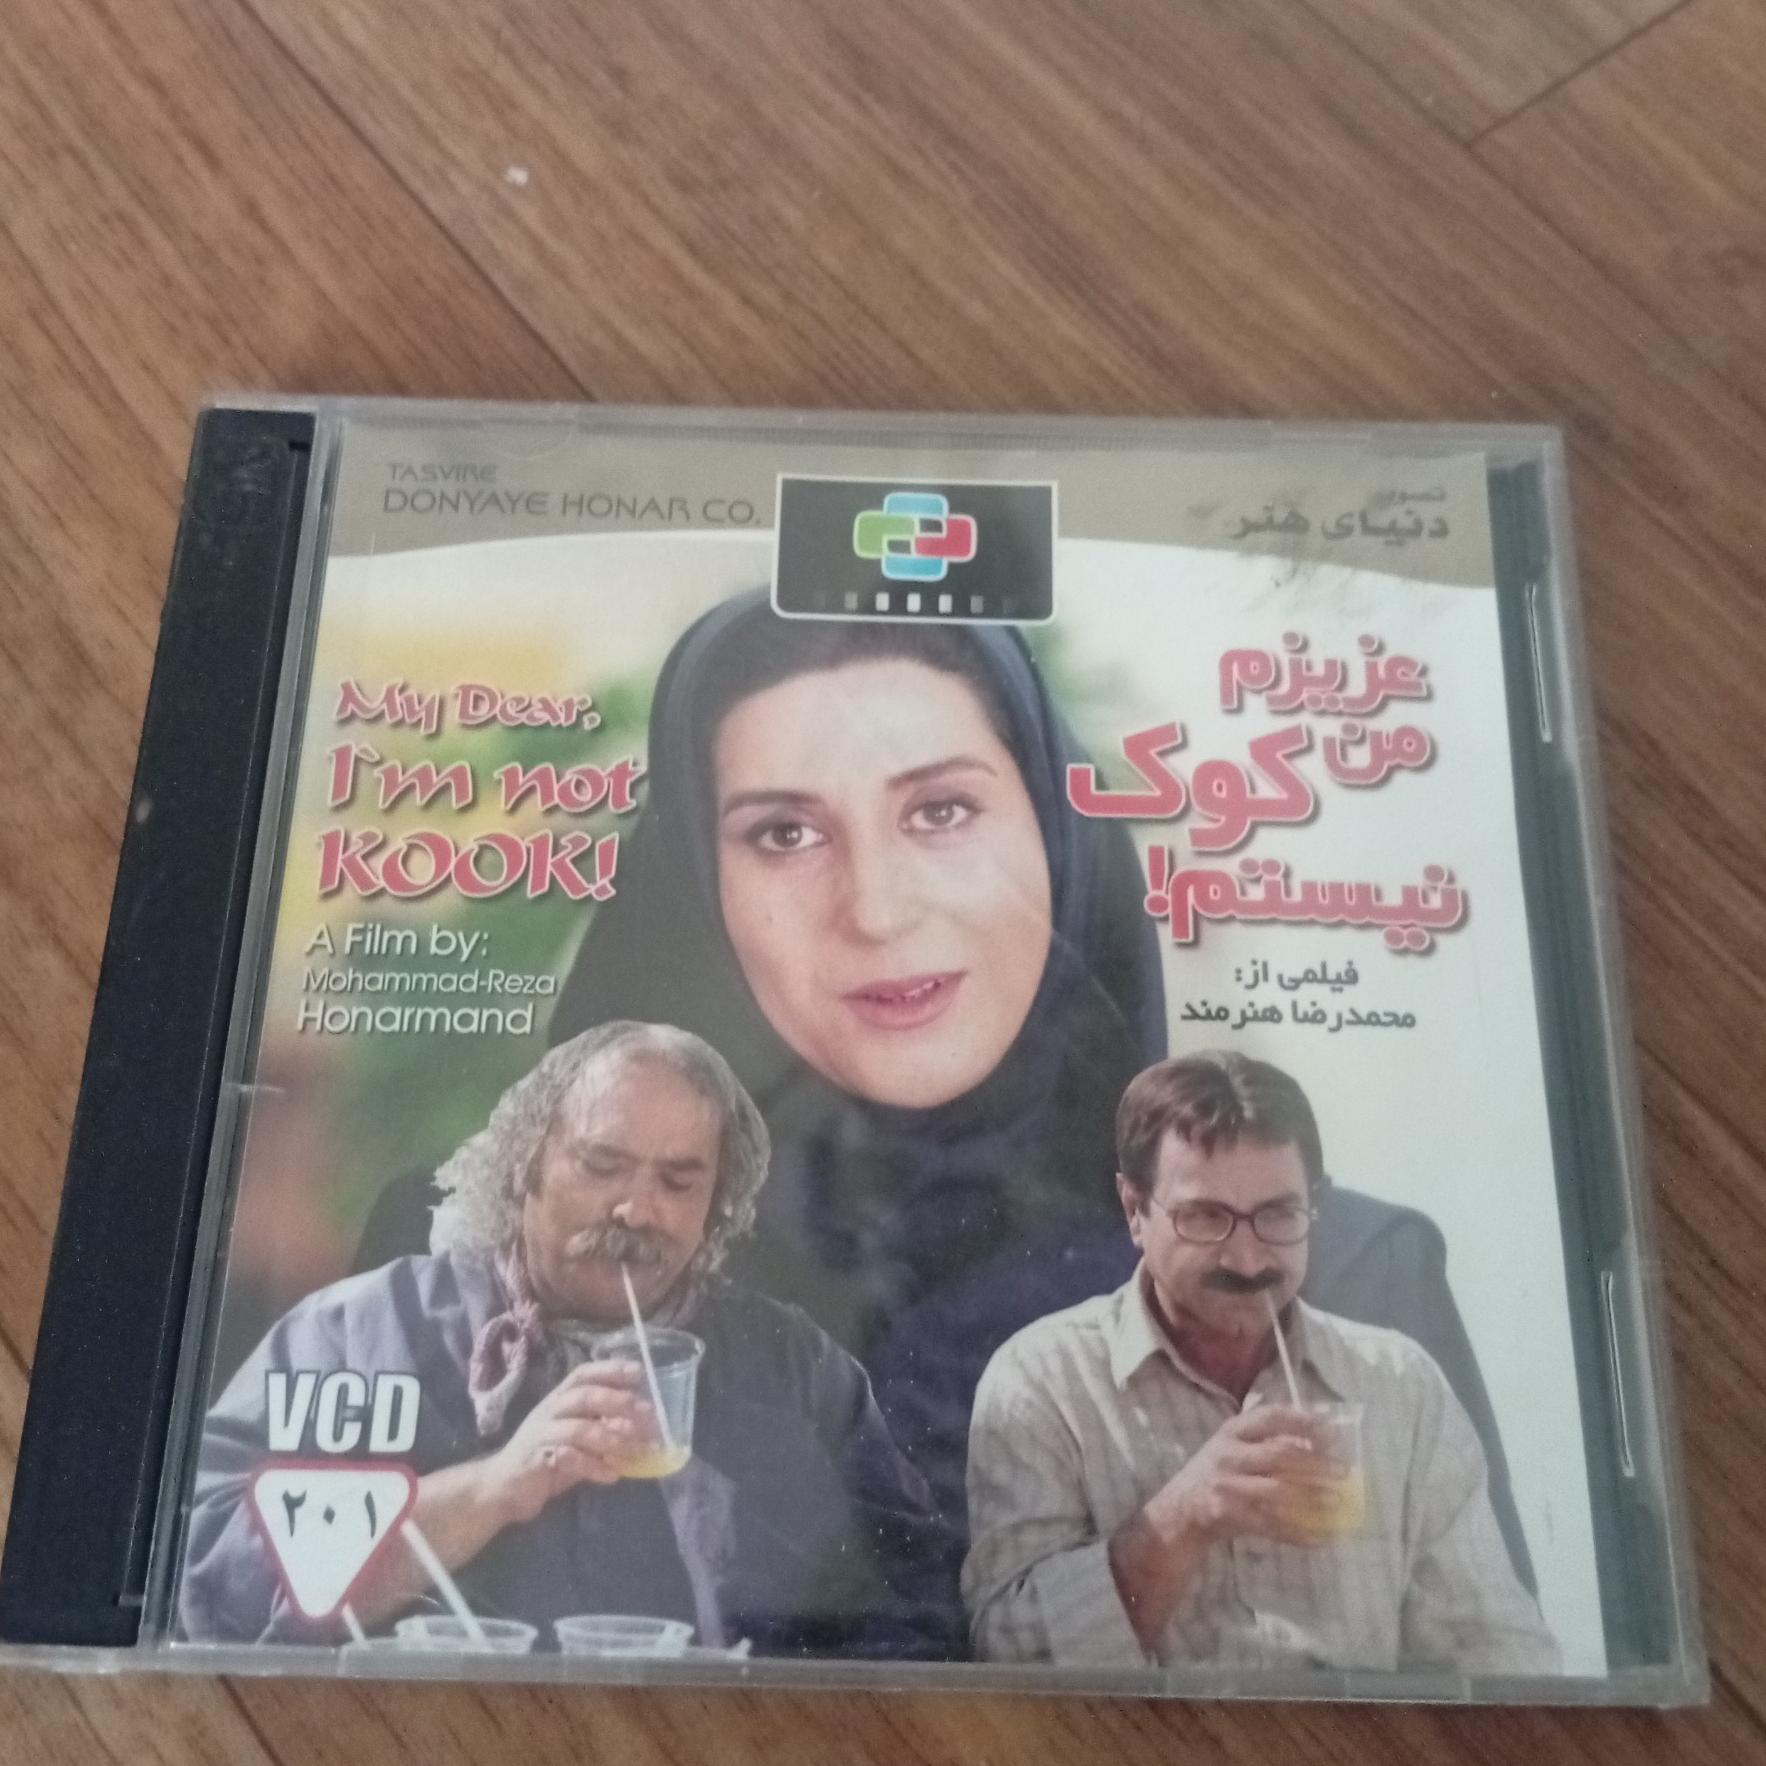 TASVIRE
DONYAYE HONAR CO.
تصویر
دنیای هنر
My Dear,
I'm not
KOOK!
A Film by:
Mohammad-Reza
Honarmand
عزیزم
من کوک
نیستم!
فیلمی از:
محمدرضا هنرمند
VCD
۲۰۱